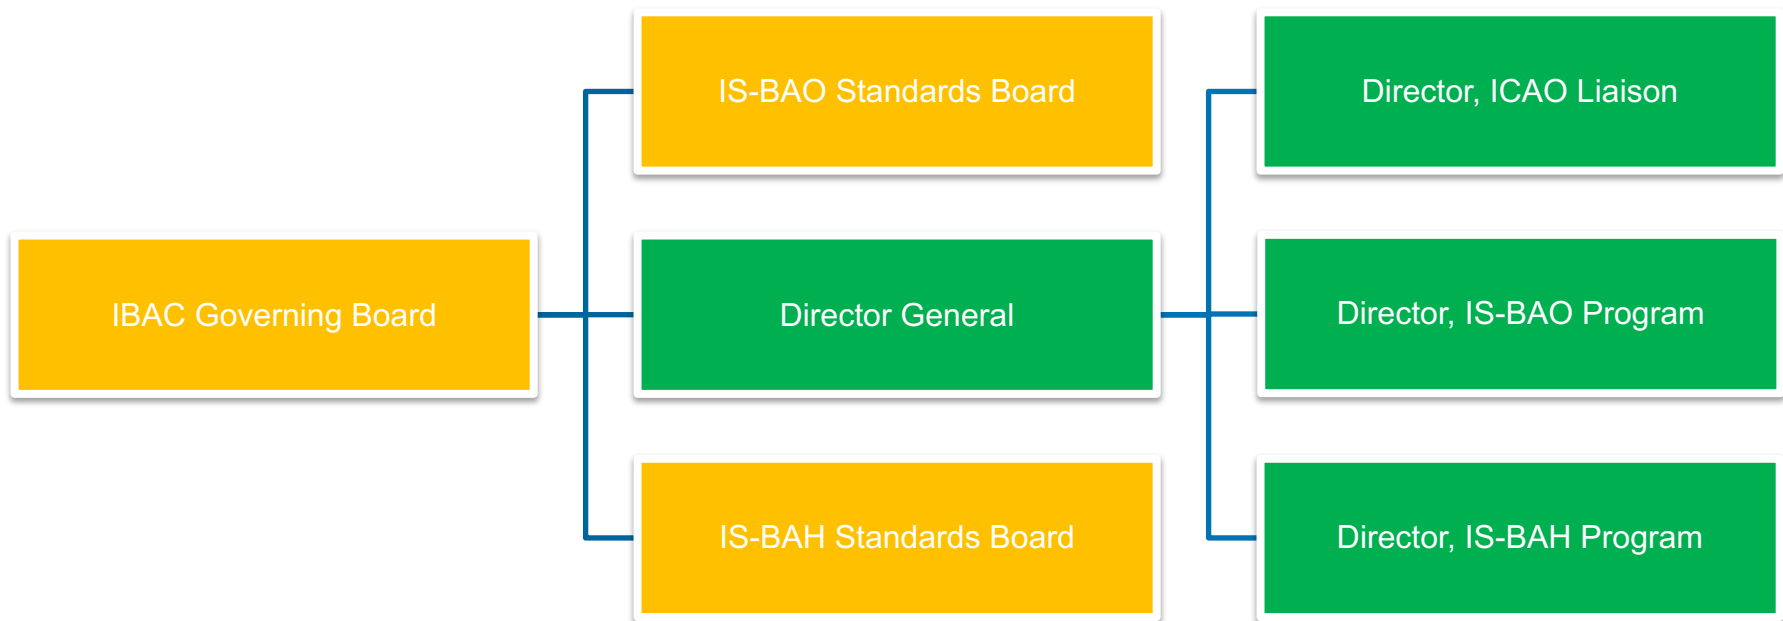 IS-BAO Standards Board
Director, ICAO Liaison
IBAC Governing Board
Director General
Director, IS-BAO Program
IS-BAH Standards Board
Director, IS-BAH Program